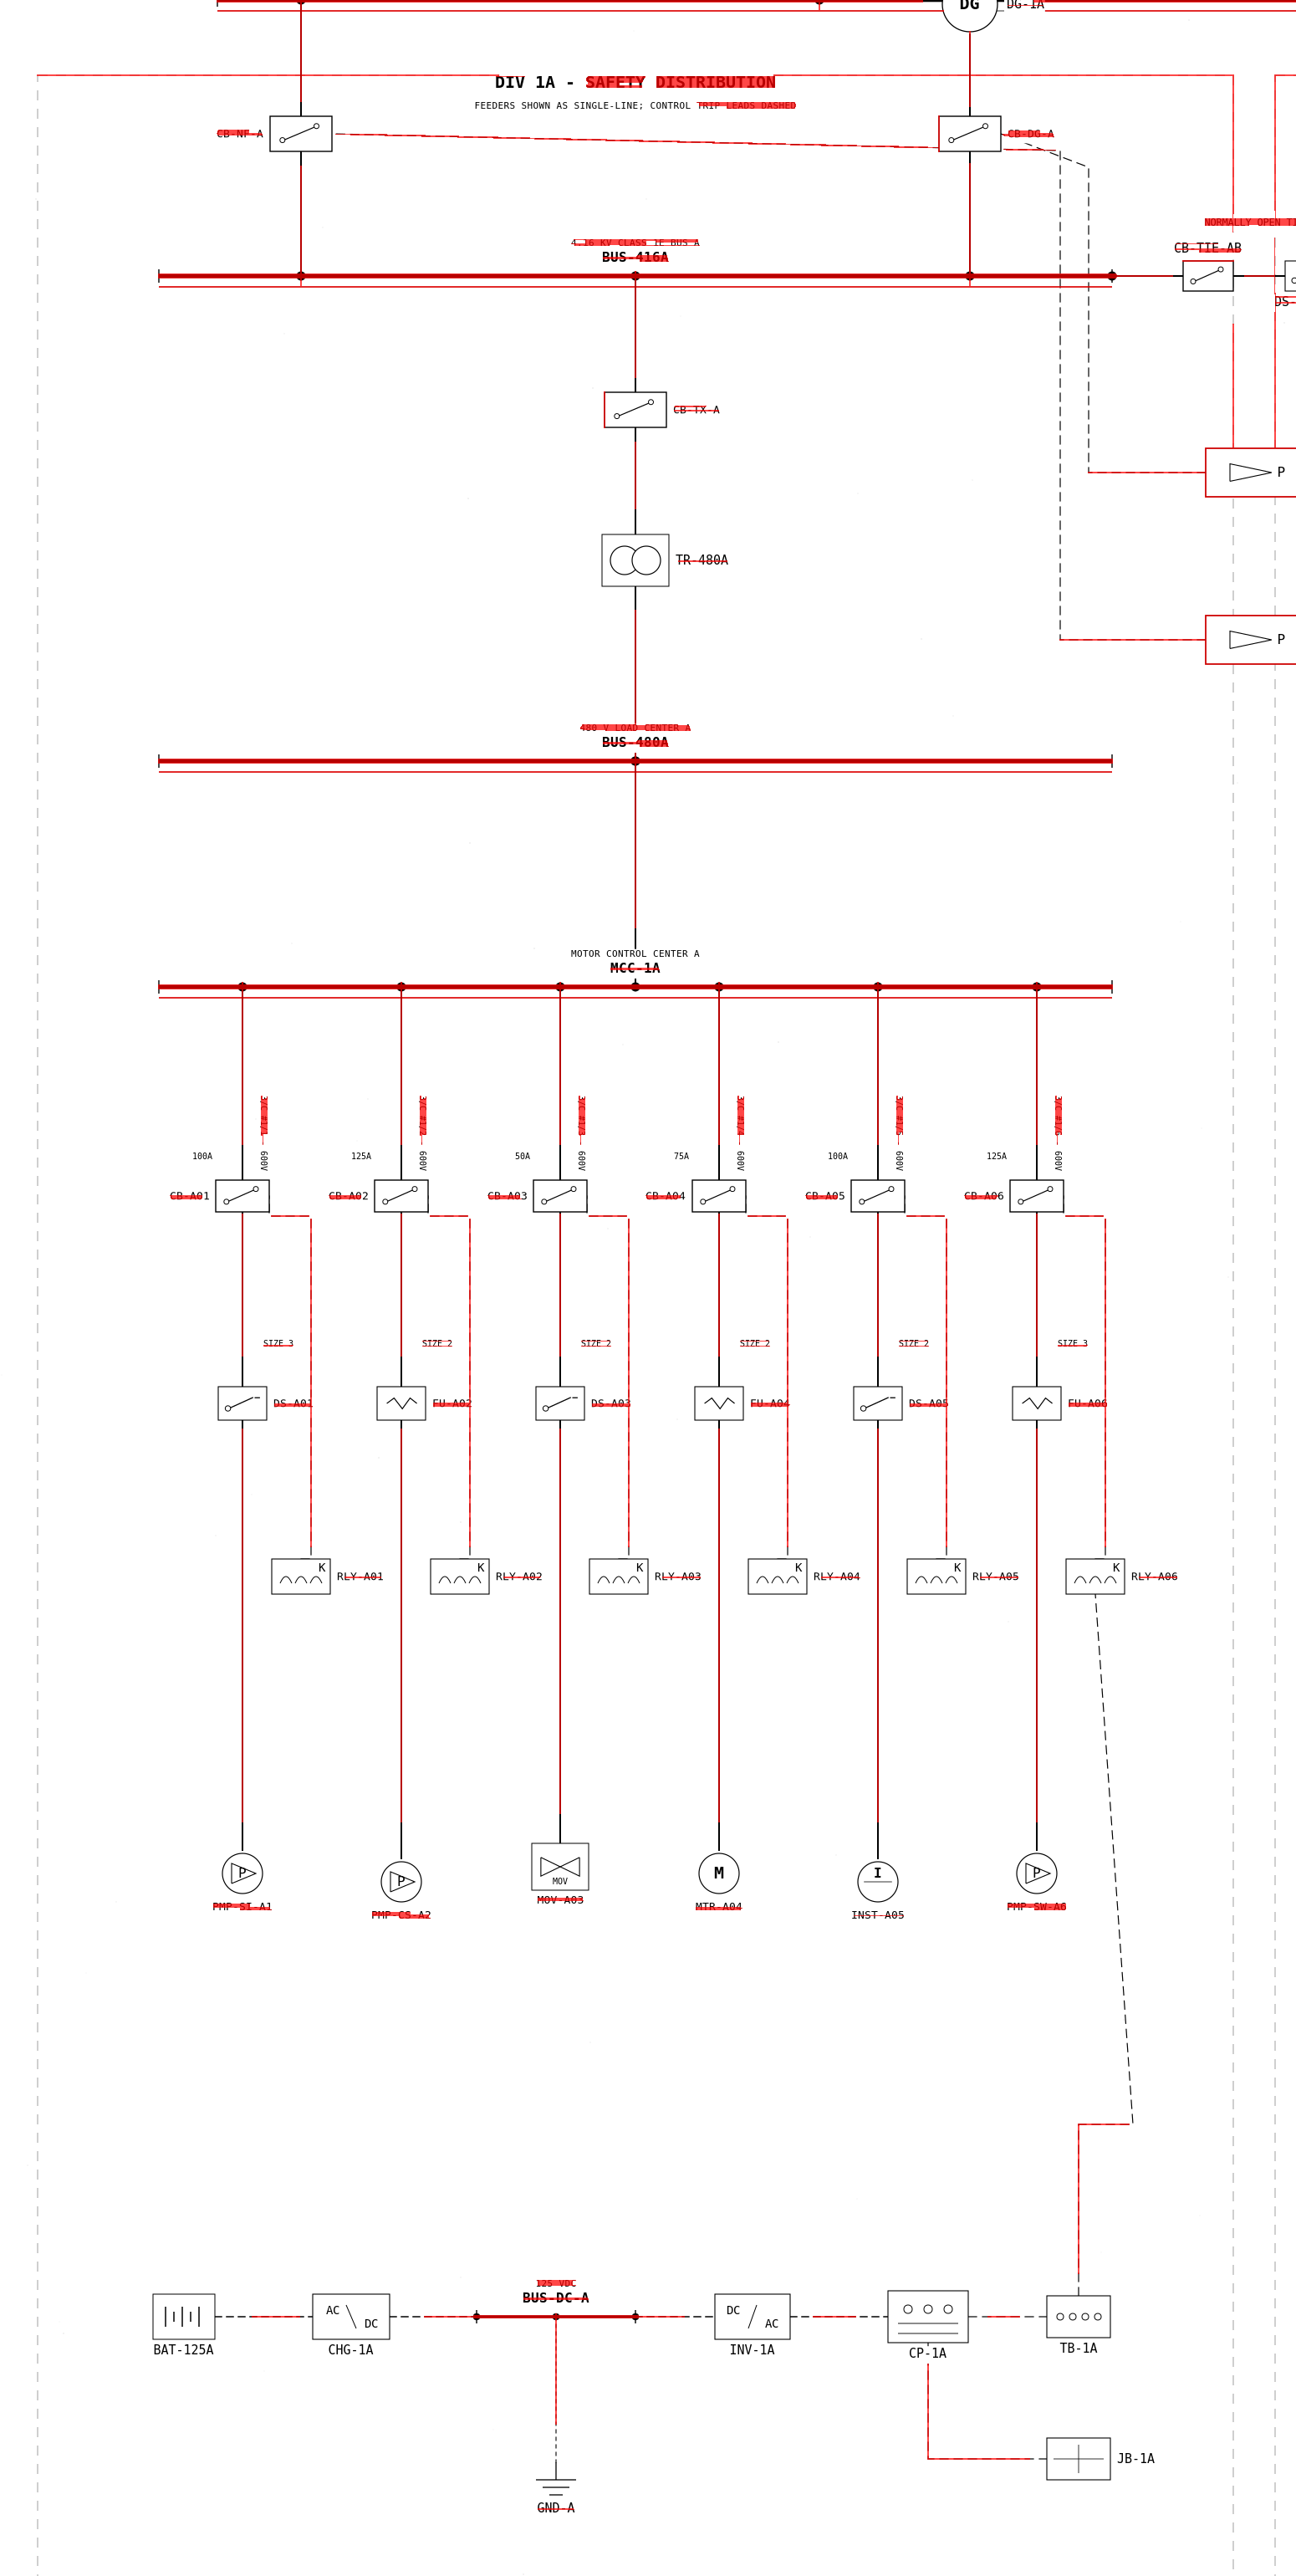 DG
DG-1A
DIV 1A - SAFETY DISTRIBUTION
FEEDERS SHOWN AS SINGLE-LINE; CONTROL TRIP LEADS DASHED
CB-NF-A
CB-DG-A
NORMALLY OPEN
4.16 KV CLASS 1E BUS A
BUS-416A
CB-TIE-AB
DS-
CB-TX-A
P
TR-480A
P
480 V LOAD CENTER A
BUS-480A
MOTOR CONTROL CENTER A
MCC-1A
600V 600V 600V 600V 600V 600V
100A 125A 50A 75A 100A 125A
CB-A01 CB-A02 CB-A03 CB-A04 CB-A05 CB-A06
SIZE 3 SIZE 2 SIZE 2 SIZE 2 SIZE 2 SIZE 3
DS-A01 FU-A02 DS-A03 FU-A04 DS-A05 FU-A06
K K K K K K
RLY-A01 RLY-A02 RLY-A03 RLY-A04 RLY-A05 RLY-A06
P P MOV M I P
PMP-SI-A1 PMP-CS-A2 MOV-A03 MTR-A04 INST-A05 PMP-SW-A6
125 VDC
BUS-DC-A
AC DC
DC AC
BAT-125A CHG-1A INV-1A CP-1A TB-1A
JB-1A
GND-A